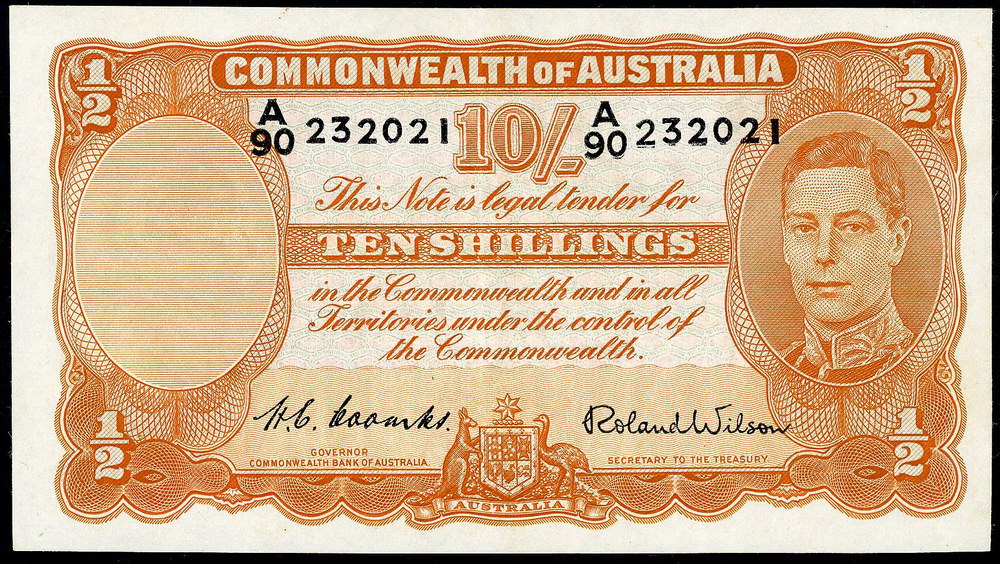 1/2 COMMONWEALTH OF AUSTRALIA 1/2
A/90 232021 10/- A/90 232021
This Note is legal tender for
TEN SHILLINGS
in the Commonwealth and in all
Territories under the control of
the Commonwealth.
H.C. Coombs. Roland Wilson
1/2 GOVERNOR 1/2
COMMONWEALTH BANK OF AUSTRALIA. SECRETARY TO THE TREASURY
AUSTRALIA